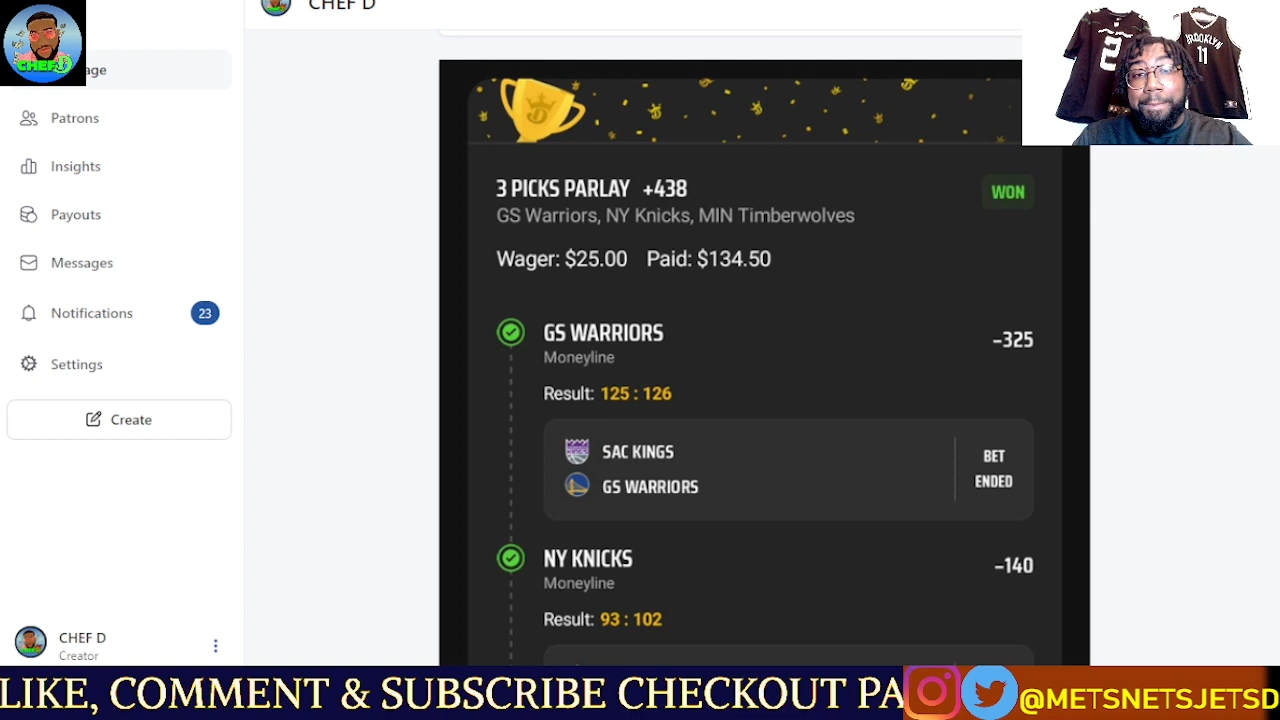 CHEF D
CHEF D
age
Patrons
Insights
Payouts
Messages
Notifications
23
Settings
Create
CHEF D
Creator
3 PICKS PARLAY +438
WON
GS Warriors, NY Knicks, MIN Timberwolves
Wager: $25.00 Paid: $134.50
GS WARRIORS
-325
Moneyline
Result: 125 : 126
SAC KINGS
GS WARRIORS
BET
ENDED
NY KNICKS
-140
Moneyline
Result: 93 : 102
2
BROOKLYN
11
LIKE, COMMENT & SUBSCRIBE CHECKOUT PA
@METSNETSJETSD